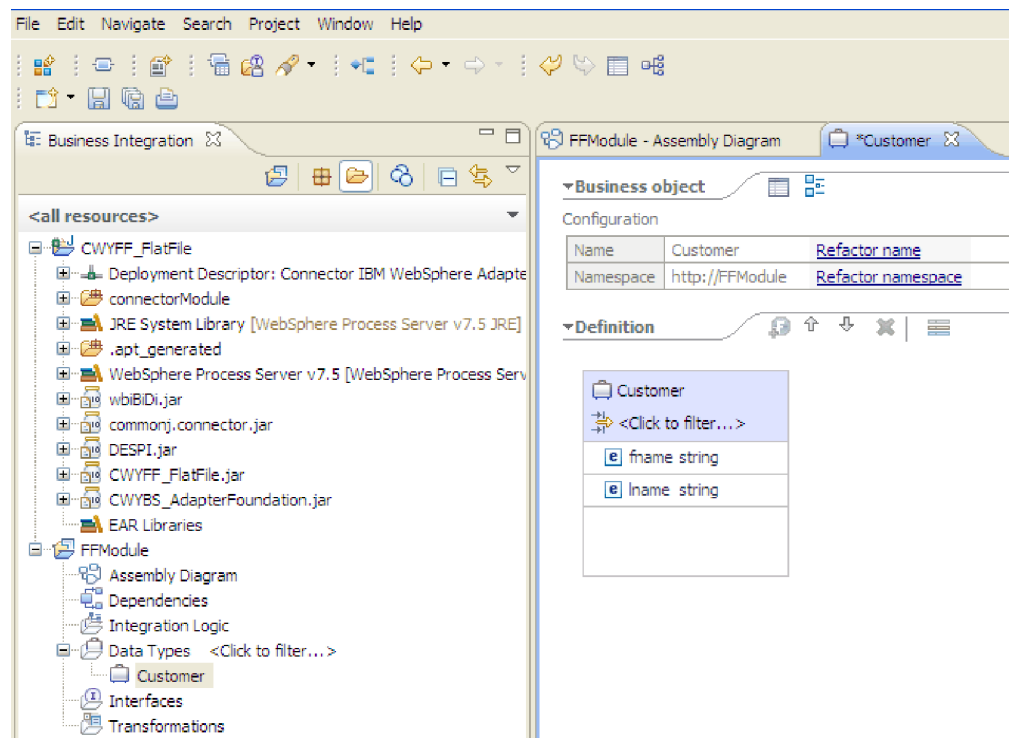 File Edit Navigate Search Project Window Help
Business Integration
<all resources>
CWYFF_FlatFile
Deployment Descriptor: Connector IBM WebSphere Adapte
connectorModule
JRE System Library [WebSphere Process Server v7.5 JRE]
.apt_generated
WebSphere Process Server v7.5 [WebSphere Process Serv
wbiBiDi.jar
commonj.connector.jar
DESPI.jar
CWYFF_FlatFile.jar
CWYBS_AdapterFoundation.jar
EAR Libraries
FFModule
Assembly Diagram
Dependencies
Integration Logic
Data Types <Click to filter...>
Customer
Interfaces
Transformations
FFModule - Assembly Diagram
*Customer
Business object
Configuration
Name Customer Refactor name
Namespace http://FFModule Refactor namespace
Definition
Customer
<Click to filter...>
e fname string
e lname string